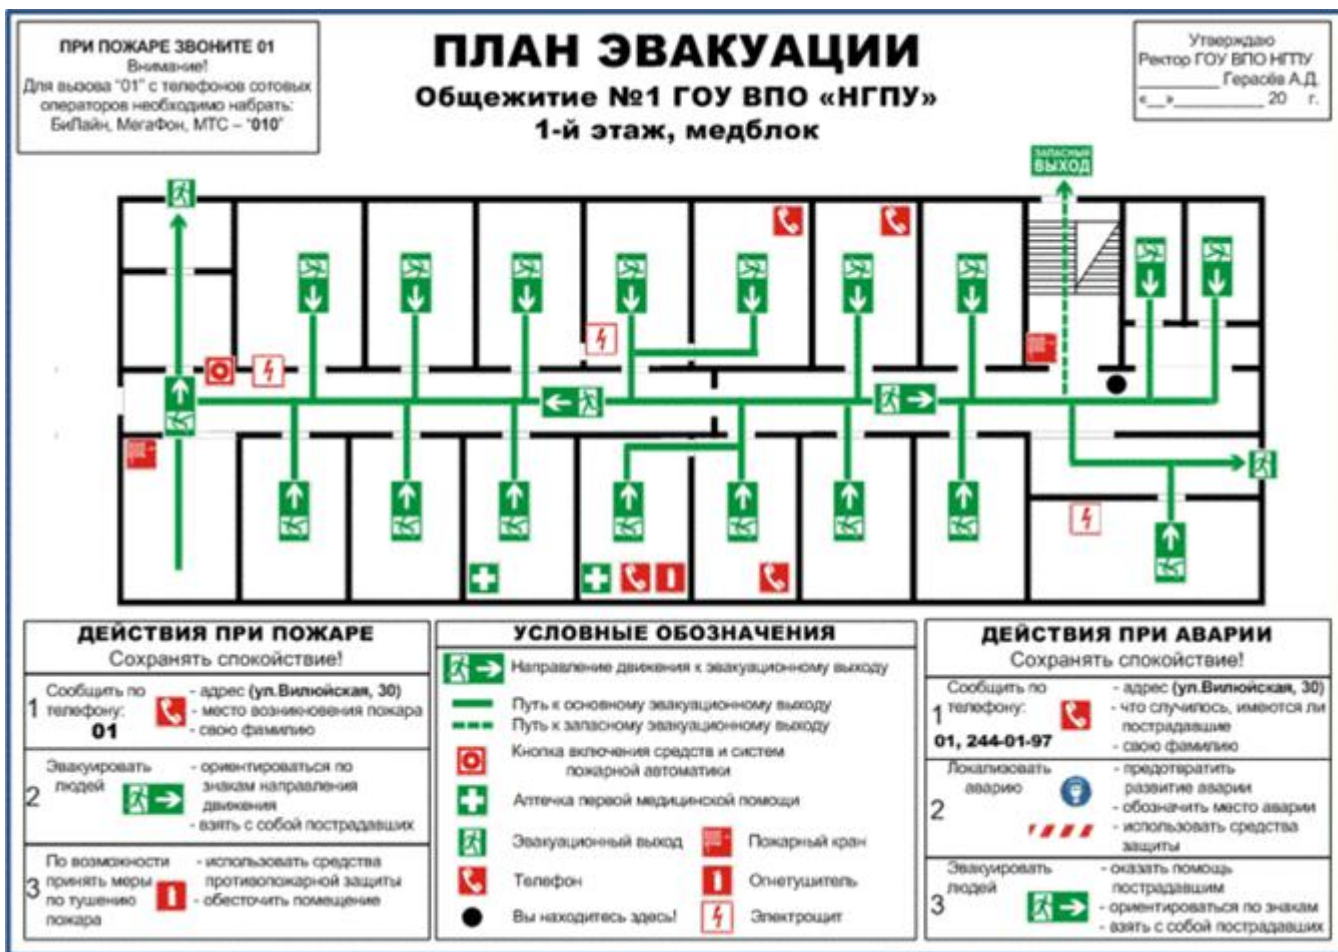 ПРИ ПОЖАРЕ ЗВОНИТЕ 01
Внимание!
Для вызова "01" с телефонов сотовых
операторов необходимо набрать:
БиЛайн, МегаФон, МТС – "010"
ПЛАН ЭВАКУАЦИИ
Общежитие №1 ГОУ ВПО «НГПУ»
1-й этаж, медблок
Утверждаю
Ректор ГОУ ВПО НГПУ
__________ Герасёв А.Д.
«__»___________ 20 г.
ЗАПАСНЫЙ
ВЫХОД
ДЕЙСТВИЯ ПРИ ПОЖАРЕ
Сохранять спокойствие!
1
Сообщить по
телефону:
01
- адрес (ул.Вилюйская, 30)
- место возникновения пожара
- свою фамилию
2
Эвакуировать
людей
- ориентироваться по
знакам направления
движения
- взять с собой пострадавших
3
По возможности
принять меры
по тушению
пожара
- использовать средства
противопожарной защиты
- обесточить помещение
УСЛОВНЫЕ ОБОЗНАЧЕНИЯ
Направление движения к эвакуационному выходу
Путь к основному эвакуационному выходу
Путь к запасному эвакуационному выходу
Кнопка включения средств и систем
пожарной автоматики
Аптечка первой медицинской помощи
Эвакуационный выход
Пожарный кран
Телефон
Огнетушитель
Вы находитесь здесь!
Электрощит
ДЕЙСТВИЯ ПРИ АВАРИИ
Сохранять спокойствие!
1
Сообщить по
телефону:
01, 244-01-97
- адрес (ул.Вилюйская, 30)
- что случилось, имеются ли
пострадавшие
- свою фамилию
2
Локализовать
аварию
- предотвратить
развитие аварии
- обозначить место аварии
- использовать средства
защиты
3
Эвакуировать
людей
- оказать помощь
пострадавшим
- ориентироваться по знакам
- взять с собой пострадавших